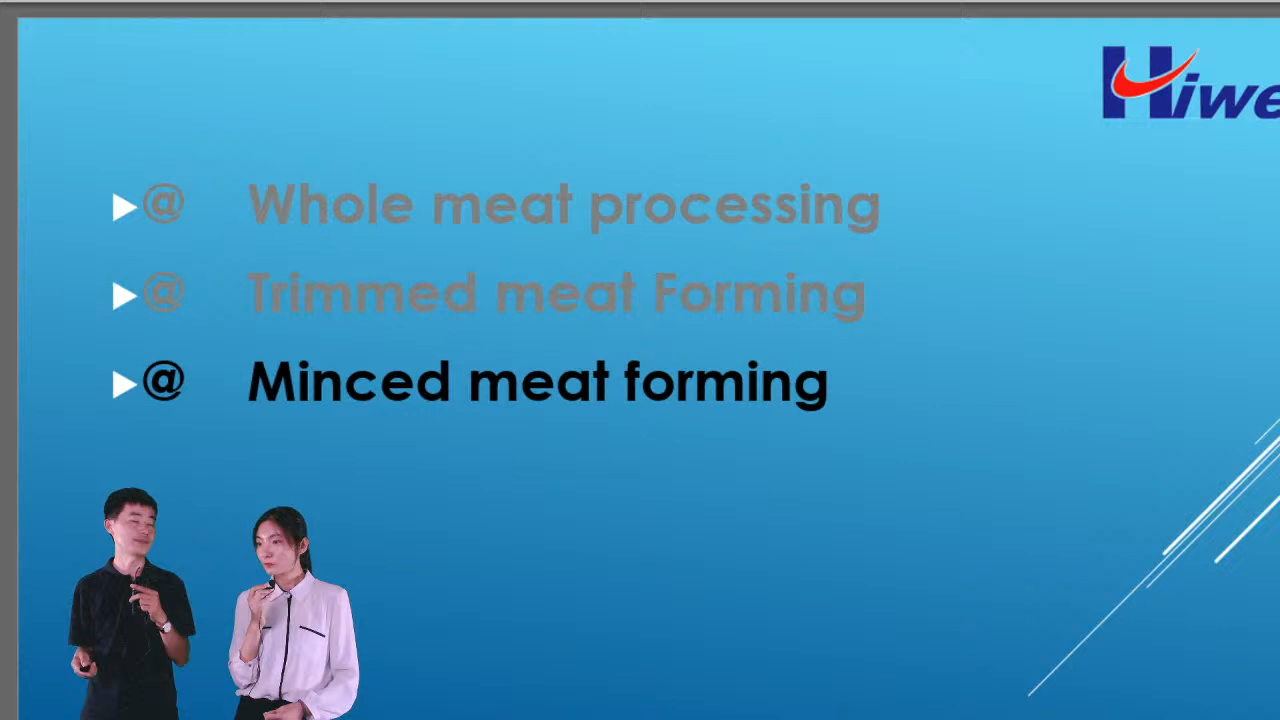 Hiwe
@ Whole meat processing
@ Trimmed meat Forming
@ Minced meat forming